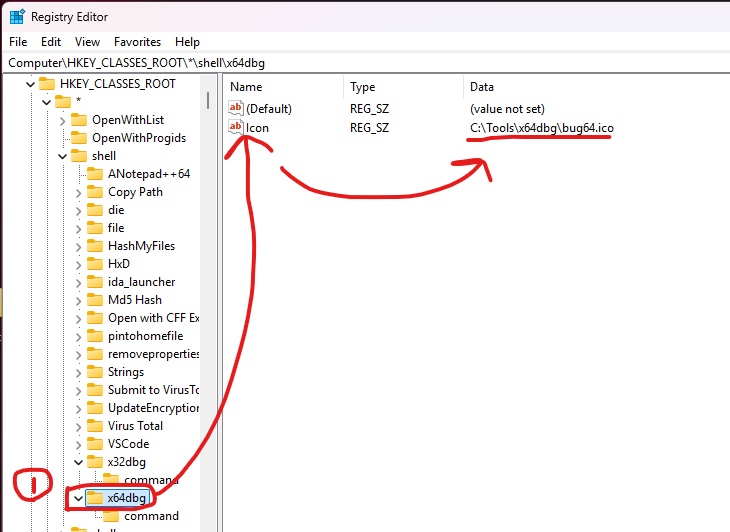 Registry Editor
File Edit View Favorites Help
Computer\HKEY_CLASSES_ROOT\*\shell\x64dbg
HKEY_CLASSES_ROOT
*
OpenWithList
OpenWithProgids
shell
ANotepad++64
Copy Path
die
file
HashMyFiles
HxD
ida_launcher
Md5 Hash
Open with CFF Ex
pintohomefile
removeproperties
Strings
Submit to VirusTo
UpdateEncryption
Virus Total
VSCode
x32dbg
command
x64dbg
command
Name Type Data
ab (Default) REG_SZ (value not set)
ab Icon REG_SZ C:\Tools\x64dbg\bug64.ico
1